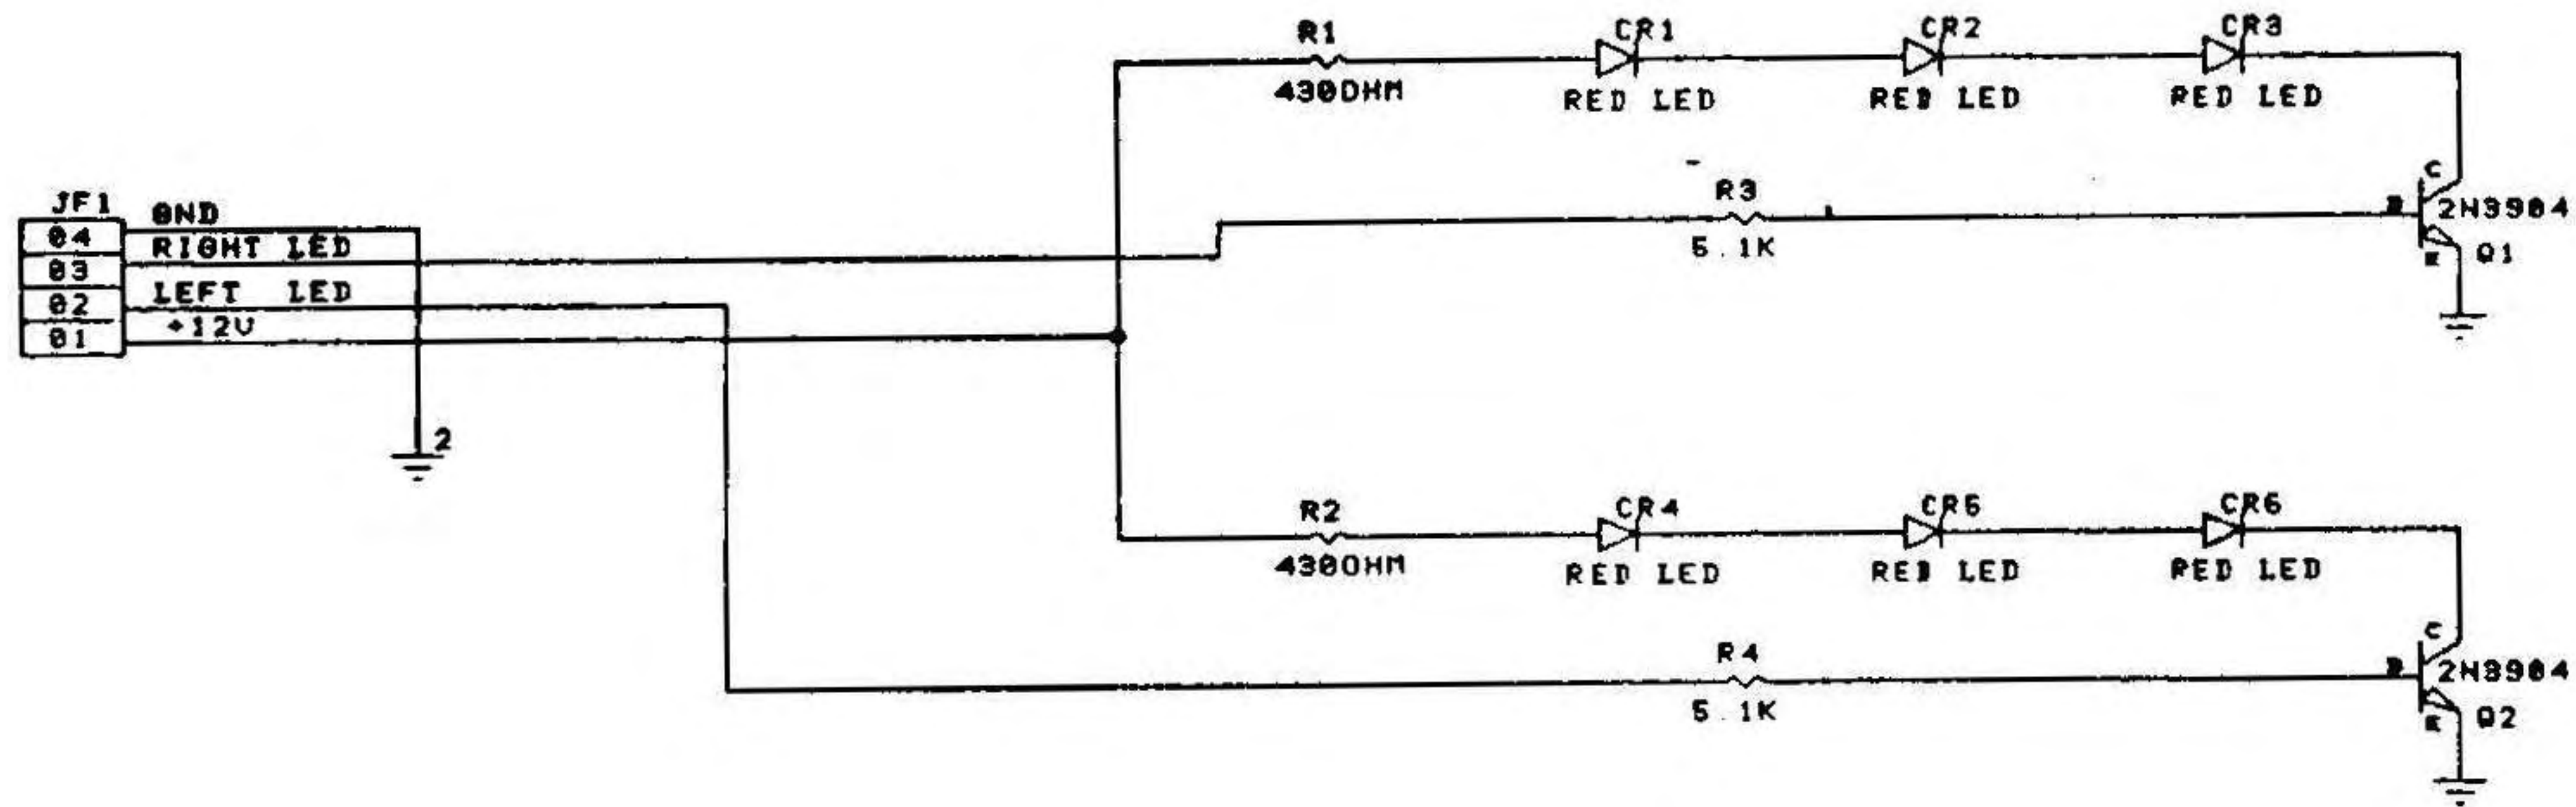 R1
430OHM
CR1
RED LED
CR2
RED LED
CR3
RED LED
JF1
04
03
02
01
GND
RIGHT LED
LEFT LED
+12V
2
R3
5.1K
C
B
E
2N3904
Q1
R2
430OHM
CR4
RED LED
CR5
RED LED
CR6
RED LED
R4
5.1K
C
B
E
2N3904
Q2